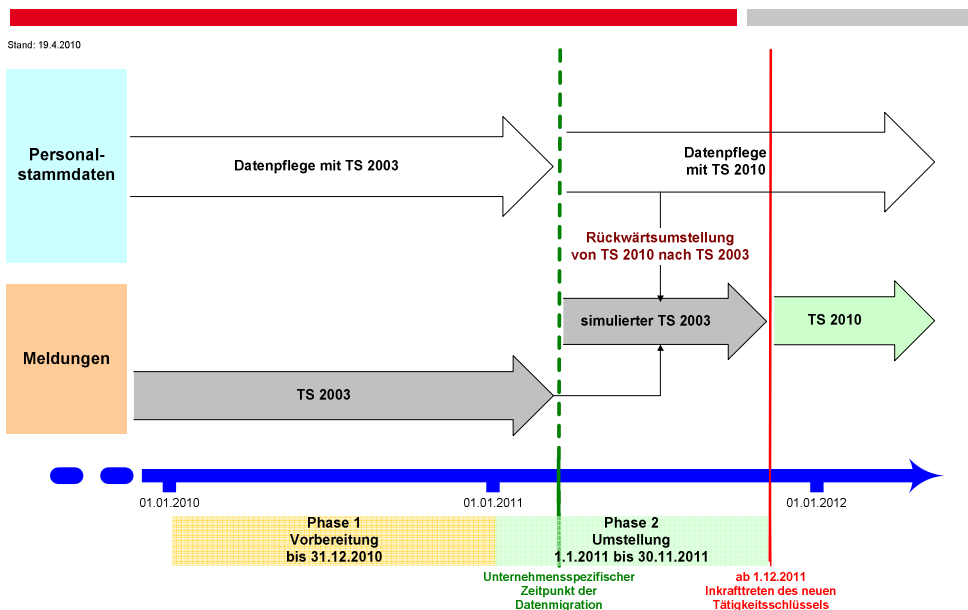 Stand: 19.4.2010
Personal-
stammdaten
Datenpflege mit TS 2003
Datenpflege
mit TS 2010
Rückwärtsumstellung
von TS 2010 nach TS 2003
Meldungen
simulierter TS 2003
TS 2010
TS 2003
01.01.2010
01.01.2011
01.01.2012
Phase 1
Vorbereitung
bis 31.12.2010
Phase 2
Umstellung
1.1.2011 bis 30.11.2011
Unternehmensspezifischer
Zeitpunkt der
Datenmigration
ab 1.12.2011
Inkrafttreten des neuen
Tätigkeitsschlüssels